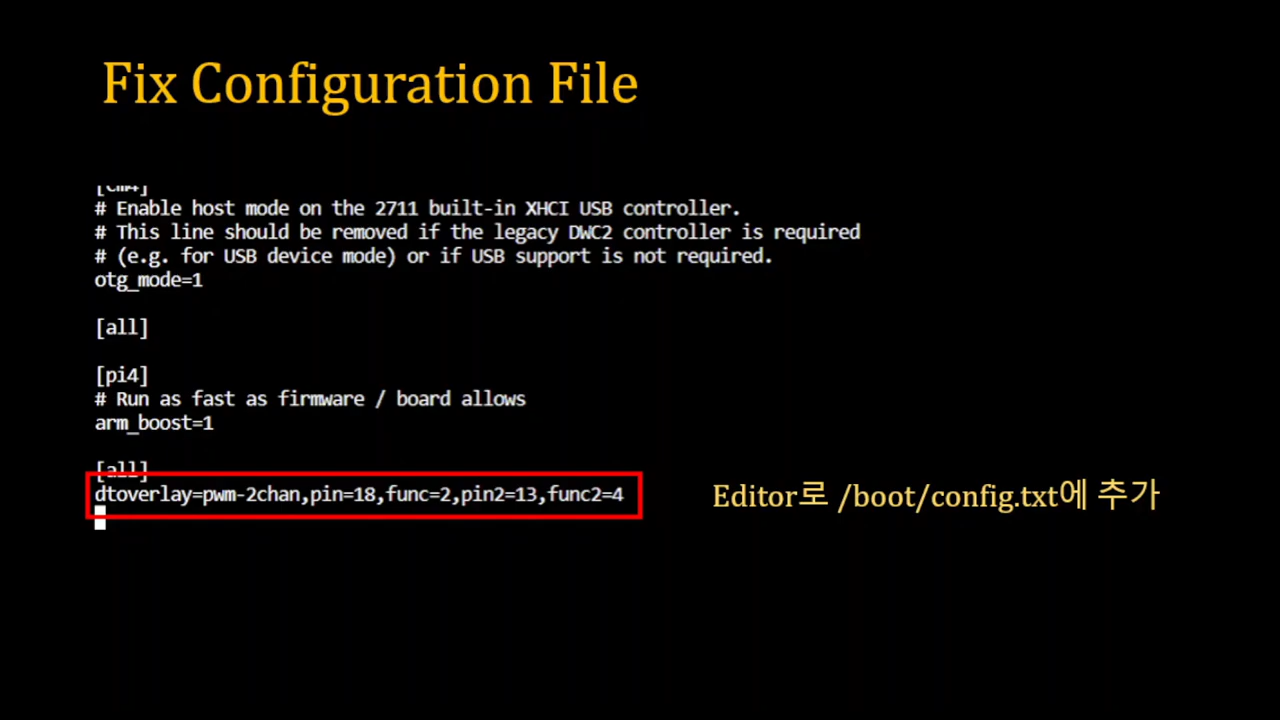 Fix Configuration File
[cm4]
# Enable host mode on the 2711 built-in XHCI USB controller.
# This line should be removed if the legacy DWC2 controller is required
# (e.g. for USB device mode) or if USB support is not required.
otg_mode=1
[all]
[pi4]
# Run as fast as firmware / board allows
arm_boost=1
[all]
dtoverlay=pwm-2chan,pin=18,func=2,pin2=13,func2=4
Editor로 /boot/config.txt에 추가